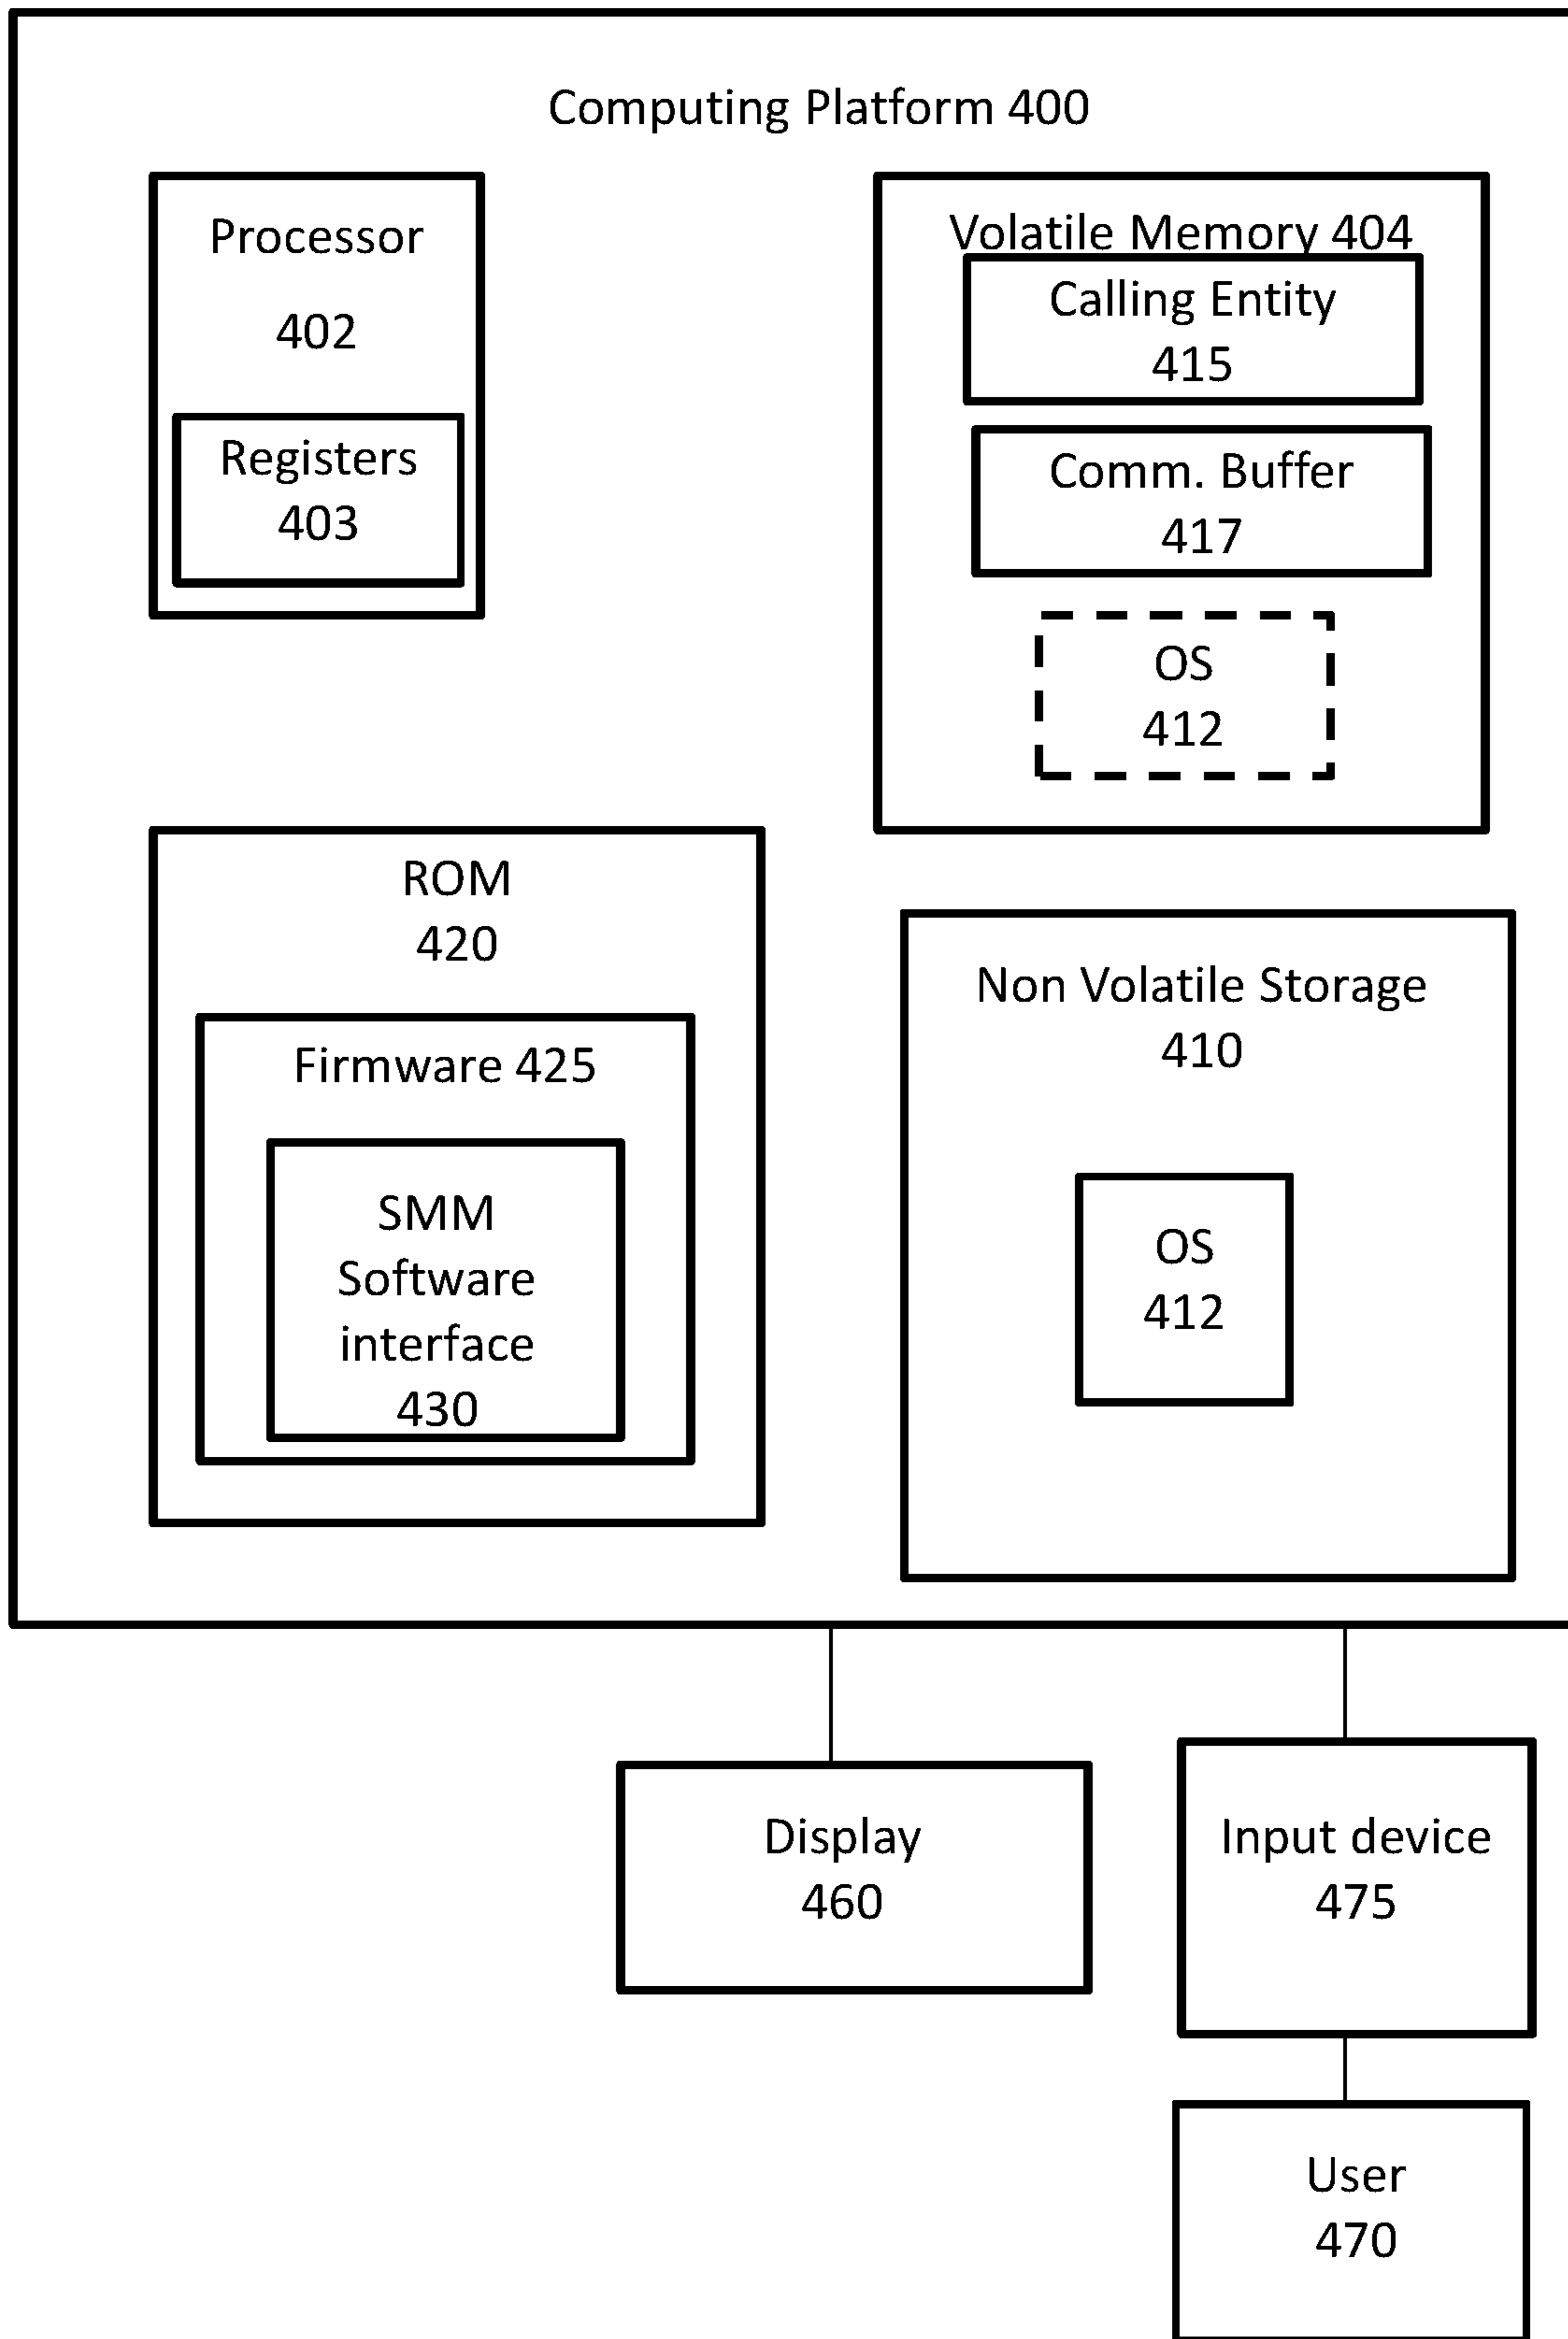 Computing Platform 400
Processor
402
Registers
403
Volatile Memory 404
Calling Entity
415
Comm. Buffer
417
OS
412
ROM
420
Firmware 425
SMM
Software
interface
430
Non Volatile Storage
410
OS
412
Display
460
Input device
475
User
470